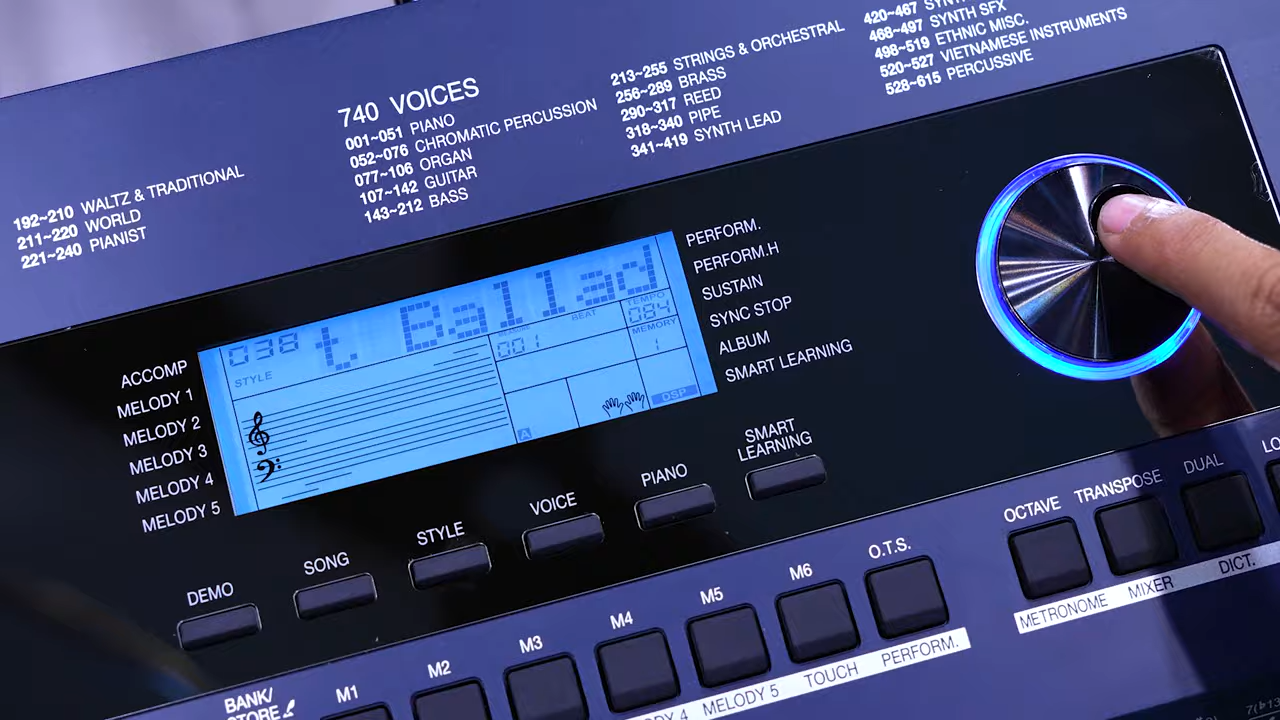 192~210 WALTZ & TRADITIONAL
211~220 WORLD
221~240 PIANIST
740 VOICES
001~051 PIANO
052~076 CHROMATIC PERCUSSION
077~106 ORGAN
107~142 GUITAR
143~212 BASS
213~255 STRINGS & ORCHESTRAL
256~289 BRASS
290~317 REED
318~340 PIPE
341~419 SYNTH LEAD
420~467 SYNTH
468~497 SYNTH SFX
498~519 ETHNIC MISC.
520~527 VIETNAMESE INSTRUMENTS
528~615 PERCUSSIVE
ACCOMP
MELODY 1
MELODY 2
MELODY 3
MELODY 4
MELODY 5
038 t Ballad
STYLE
MEASURE
001
BEAT
TEMPO
084
MEMORY
1
A
DSP
PERFORM.
PERFORM.H
SUSTAIN
SYNC STOP
ALBUM
SMART LEARNING
DEMO
SONG
STYLE
VOICE
PIANO
SMART
LEARNING
BANK/
STORE
M1
M2
M3
M4
M5
M6
O.T.S.
MELODY 5
TOUCH
PERFORM.
OCTAVE
TRANSPOSE
DUAL
METRONOME
MIXER
DICT.